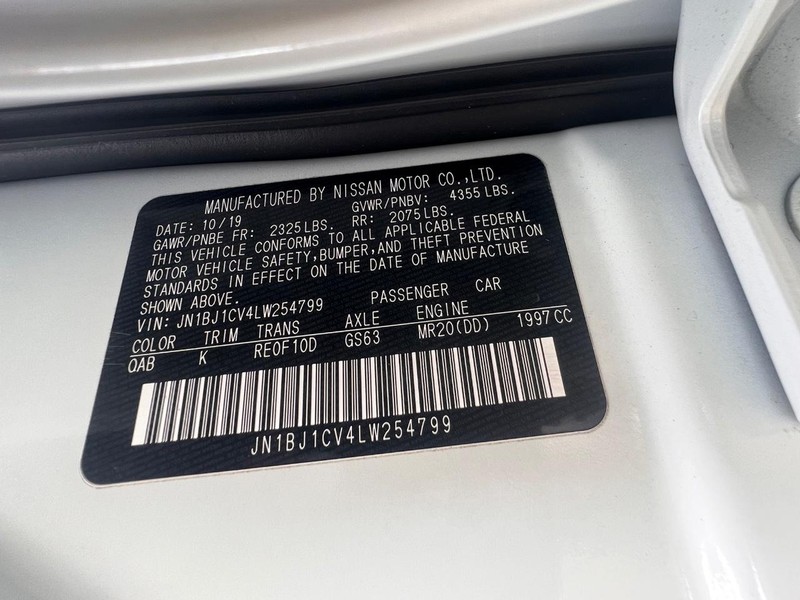 MANUFACTURED BY NISSAN MOTOR CO.,LTD.
DATE: 10/19 GVWR/PNBV: 4355 LBS.
GAWR/PNBE FR: 2325 LBS. RR: 2075 LBS.
THIS VEHICLE CONFORMS TO ALL APPLICABLE FEDERAL
MOTOR VEHICLE SAFETY,BUMPER,AND THEFT PREVENTION
STANDARDS IN EFFECT ON THE DATE OF MANUFACTURE
SHOWN ABOVE.
VIN: JN1BJ1CV4LW254799 PASSENGER CAR
COLOR TRIM TRANS AXLE ENGINE
QAB K RE0F10D GS63 MR20(DD) 1997 CC
JN1BJ1CV4LW254799